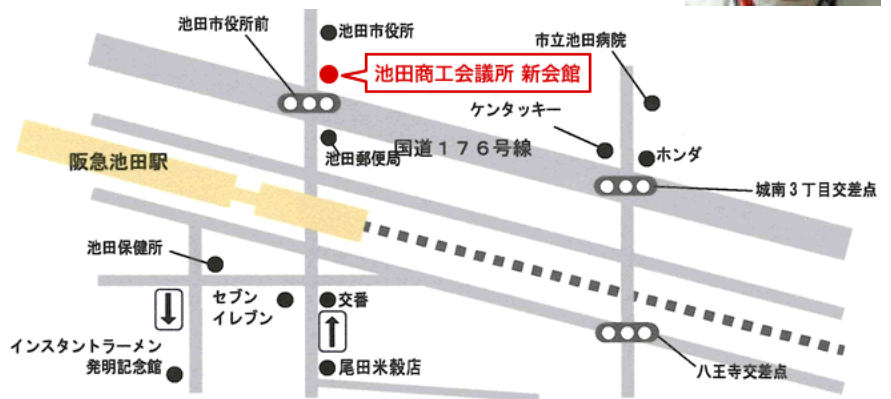 池田市役所前
池田市役所
市立池田病院
池田商工会議所 新会館
ケンタッキー
池田郵便局
国道１７６号線
ホンダ
阪急池田駅
城南３丁目交差点
池田保健所
セブン
イレブン
交番
インスタントラーメン
発明記念館
尾田米穀店
八王寺交差点